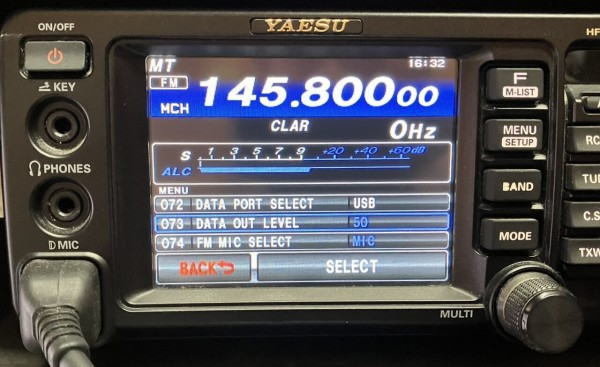 ON/OFF
YAESU
HF
KEY
PHONES
MIC
MT
16:32
FM
145.80000
MCH
CLAR
0Hz
S 1 3 5 7 9 +20 +40 +60dB
ALC
MENU
072 DATA PORT SELECT USB
073 DATA OUT LEVEL 50
074 FM MIC SELECT MIC
BACK
SELECT
F
M-LIST
MENU
SETUP
BAND
MODE
MULTI
RC
TU
C.S
TXW